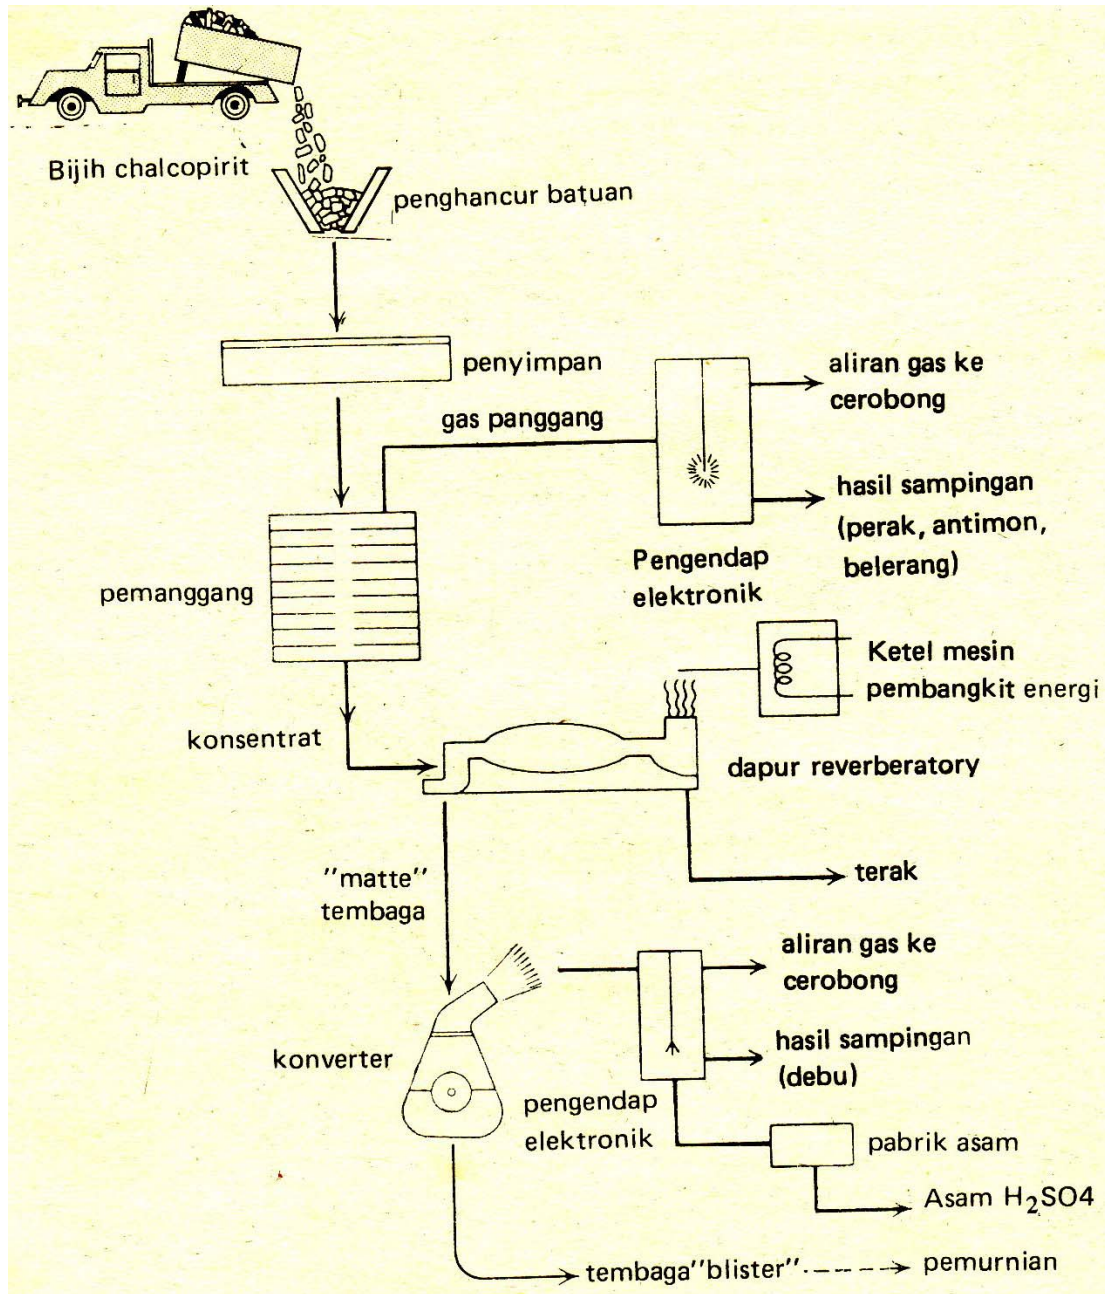 Bijih chalcopirit
penghancur batuan
penyimpan
gas panggang
aliran gas ke
cerobong
hasil sampingan
(perak, antimon,
belerang)
Pengendap
elektronik
pemanggang
Ketel mesin
pembangkit energi
konsentrat
dapur reverberatory
"matte"
tembaga
terak
aliran gas ke
cerobong
hasil sampingan
(debu)
konverter
pengendap
elektronik
pabrik asam
Asam H2SO4
tembaga"blister"
pemurnian